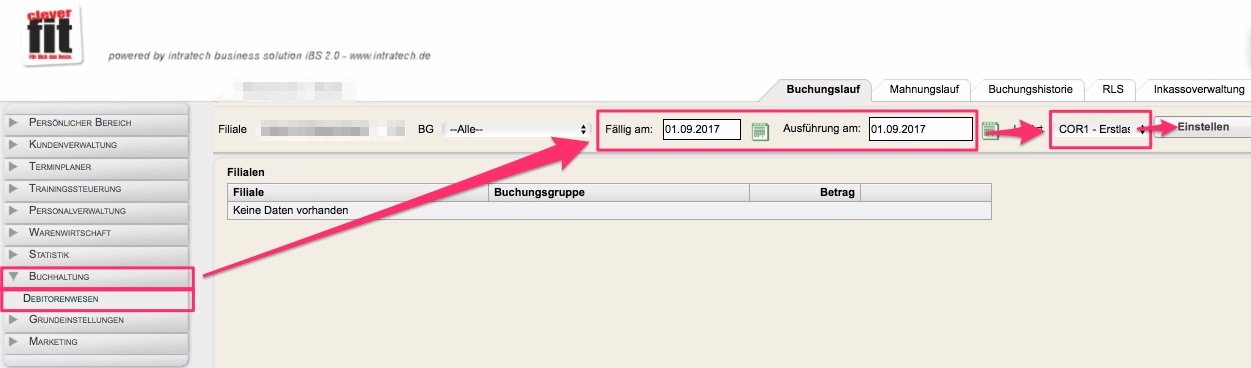 clever
fit
Für Dich das Beste.
powered by intratech business solution iBS 2.0 - www.intratech.de
Buchungslauf Mahnungslauf Buchungshistorie RLS Inkassoverwaltung
Filiale BG --Alle-- Fällig am: 01.09.2017 Ausführung am: 01.09.2017 COR1 - Erstlas Einstellen
PERSÖNLICHER BEREICH
KUNDENVERWALTUNG
TERMINPLANER
TRAININGSSTEUERUNG
PERSONALVERWALTUNG
WARENWIRTSCHAFT
STATISTIK
BUCHHALTUNG
DEBITORENWESEN
GRUNDEINSTELLUNGEN
MARKETING
Filialen
Filiale Buchungsgruppe Betrag
Keine Daten vorhanden